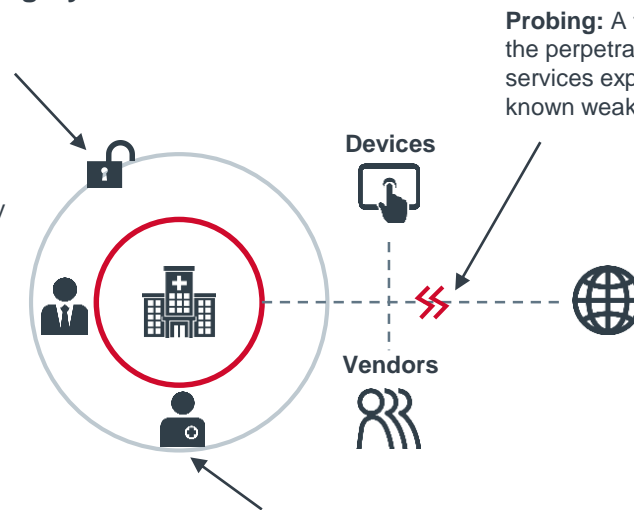 Probing: A
the perpetra
services exp
known weak
Devices
Vendors